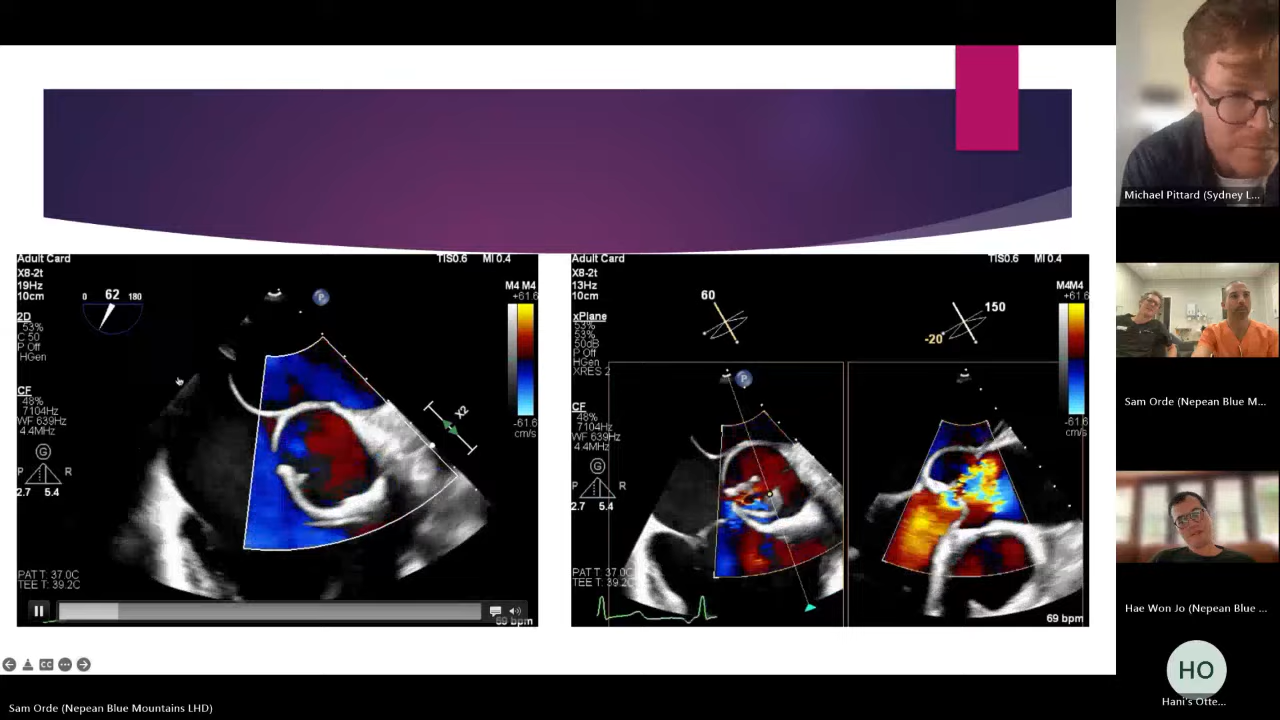 Adult Card
TIS0.6 MI 0.4
X8-2t
19Hz
10cm
0 62 180
P
M4 M4
+61.6
2D
53%
C 50
P Off
HGen
CF
48%
7104Hz
WF 639Hz
4.4MHz
X2
-61.6
cm/s
G
P R
2.7 5.4
PAT T: 37.0C
TEE T: 39.2C
69 bpm
Adult Card
TIS0.6 MI 0.4
X8-2t
13Hz
10cm
60
150
-20
P
M4M4
+61.6
xPlane
53%
53%
50dB
P Off
HGen
XRES 2
CF
48%
7104Hz
WF 639Hz
4.4MHz
-61.6
cm/s
G
P R
2.7 5.4
PAT T: 37.0C
TEE T: 39.2C
69 bpm
CC
Sam Orde (Nepean Blue Mountains LHD)
Michael Pittard (Sydney L...
Sam Orde (Nepean Blue M...
Hae Won Jo (Nepean Blue ...
HO
Hani's Otte...